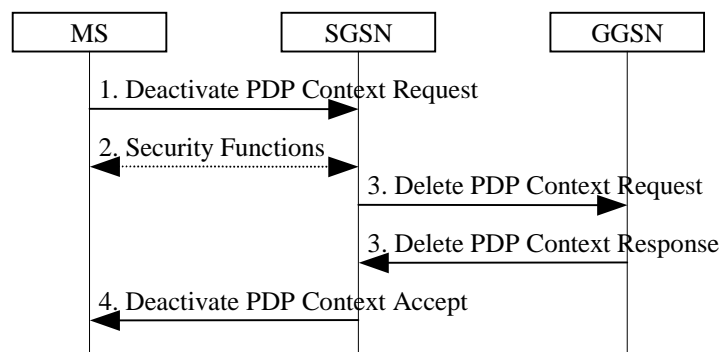 MS
SGSN
GGSN
1. Deactivate PDP Context Request
2. Security Functions
3. Delete PDP Context Request
3. Delete PDP Context Response
4. Deactivate PDP Context Accept